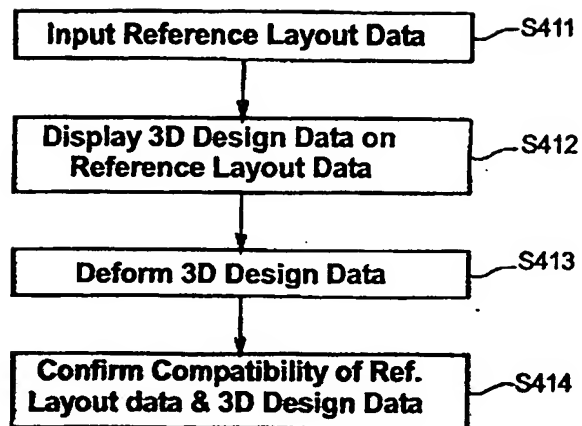 Input Reference Layout Data
S411
Display 3D Design Data on
Reference Layout Data
S412
Deform 3D Design Data
S413
Confirm Compatibility of Ref.
Layout data & 3D Design Data
S414